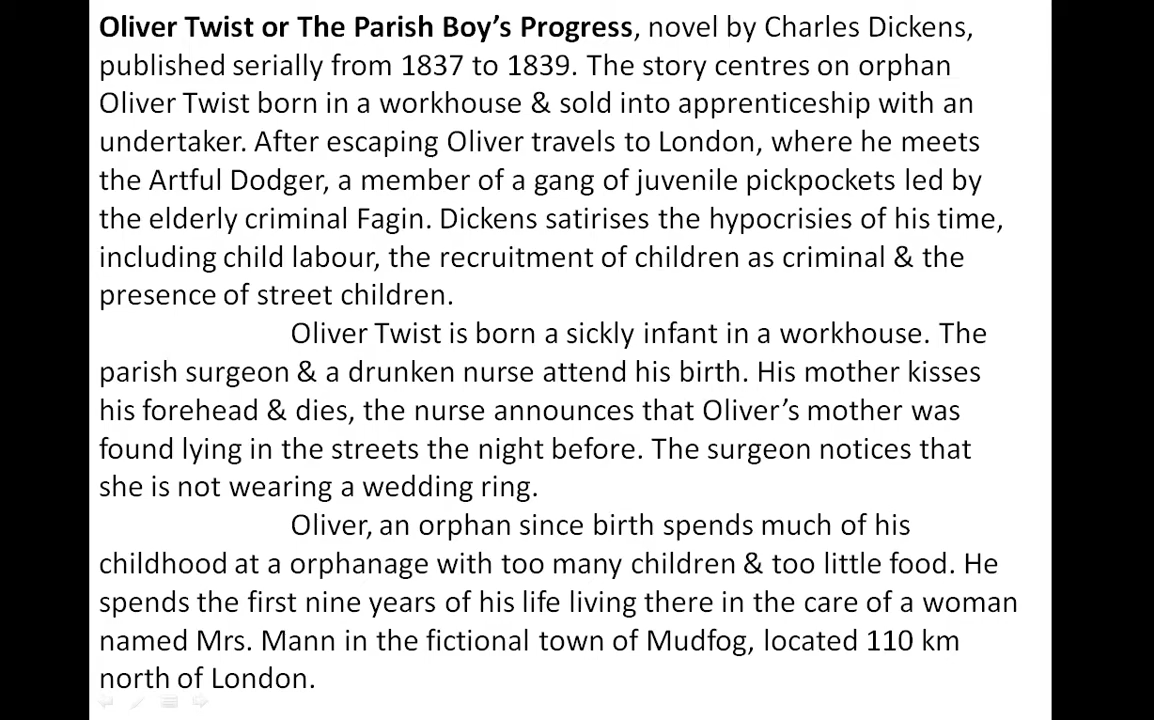 Oliver Twist or The Parish Boy’s Progress, novel by Charles Dickens,
published serially from 1837 to 1839. The story centres on orphan
Oliver Twist born in a workhouse & sold into apprenticeship with an
undertaker. After escaping Oliver travels to London, where he meets
the Artful Dodger, a member of a gang of juvenile pickpockets led by
the elderly criminal Fagin. Dickens satirises the hypocrisies of his time,
including child labour, the recruitment of children as criminal & the
presence of street children.
Oliver Twist is born a sickly infant in a workhouse. The
parish surgeon & a drunken nurse attend his birth. His mother kisses
his forehead & dies, the nurse announces that Oliver’s mother was
found lying in the streets the night before. The surgeon notices that
she is not wearing a wedding ring.
Oliver, an orphan since birth spends much of his
childhood at a orphanage with too many children & too little food. He
spends the first nine years of his life living there in the care of a woman
named Mrs. Mann in the fictional town of Mudfog, located 110 km
north of London.